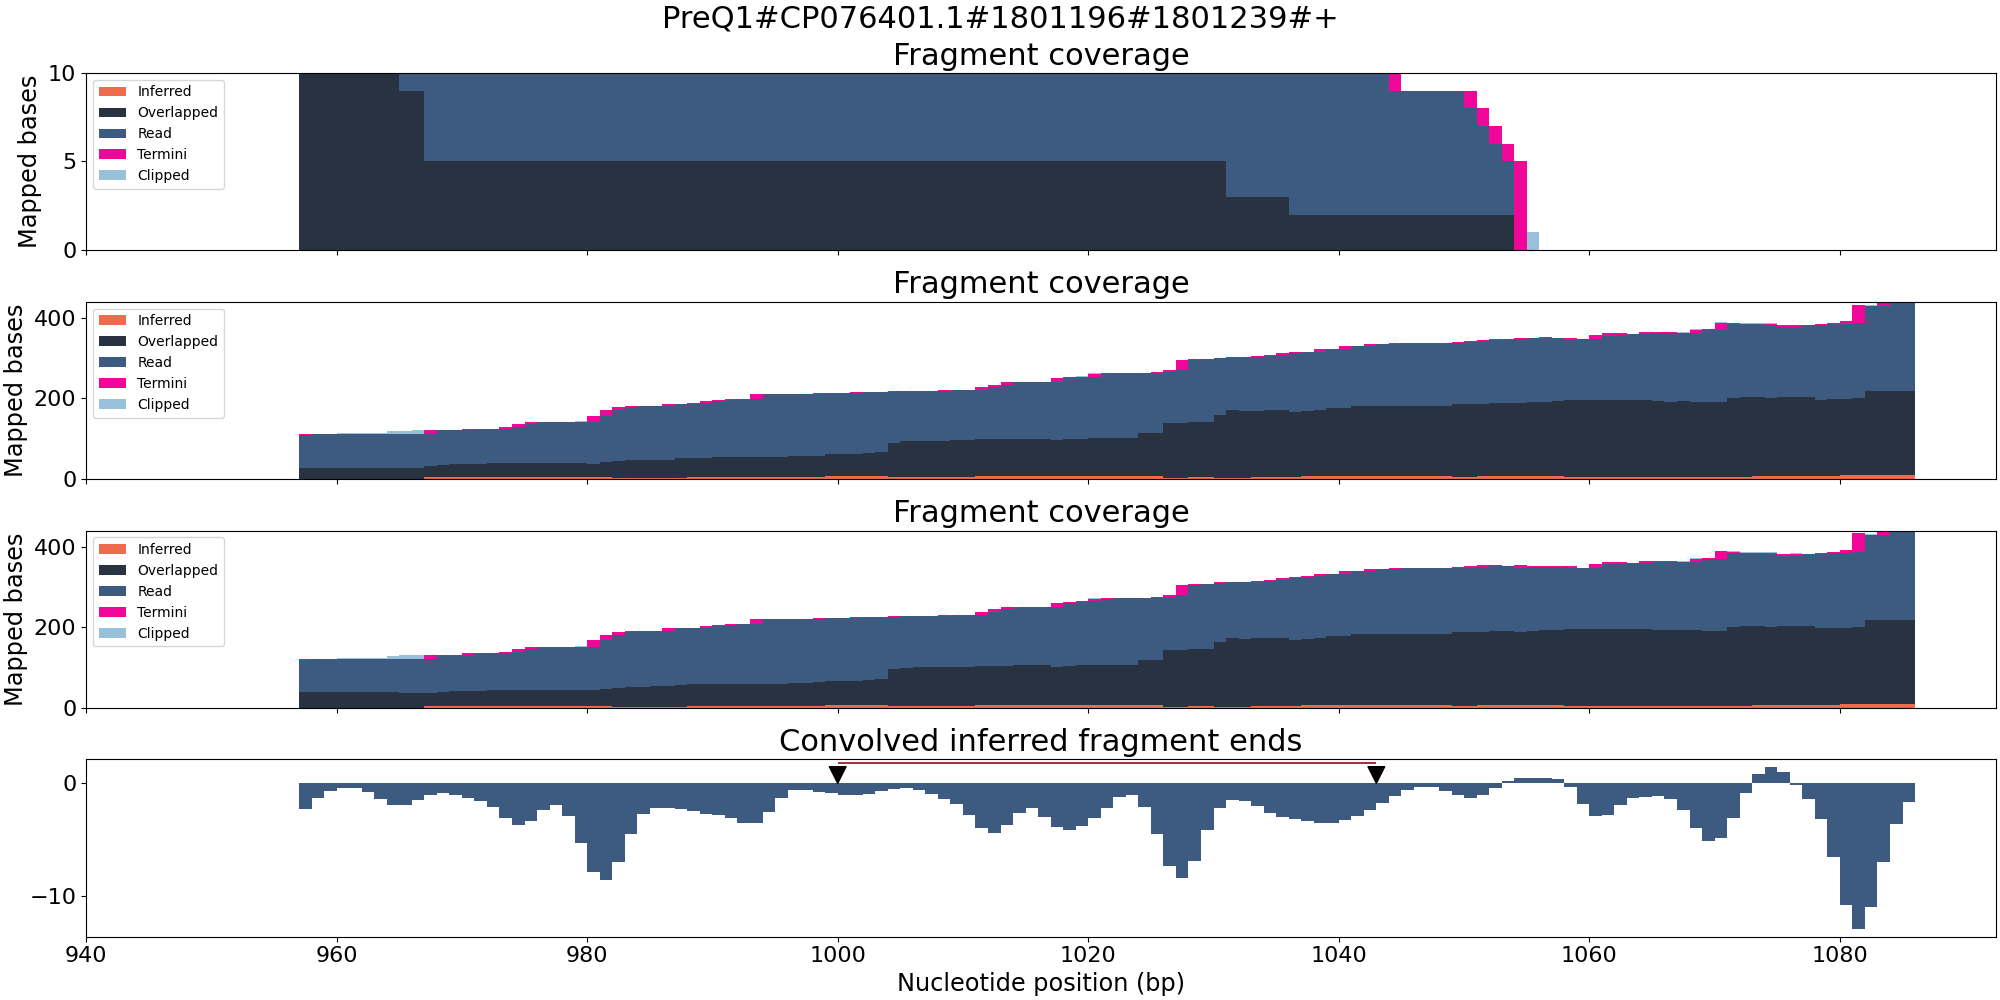 PreQ1#CP076401.1#1801196#1801239#+
Fragment coverage
Mapped bases
10
5
0
Inferred
Overlapped
Read
Termini
Clipped
Fragment coverage
Mapped bases
400
200
0
Inferred
Overlapped
Read
Termini
Clipped
Fragment coverage
Mapped bases
400
200
0
Inferred
Overlapped
Read
Termini
Clipped
Convolved inferred fragment ends
0
−10
940 960 980 1000 1020 1040 1060 1080
Nucleotide position (bp)